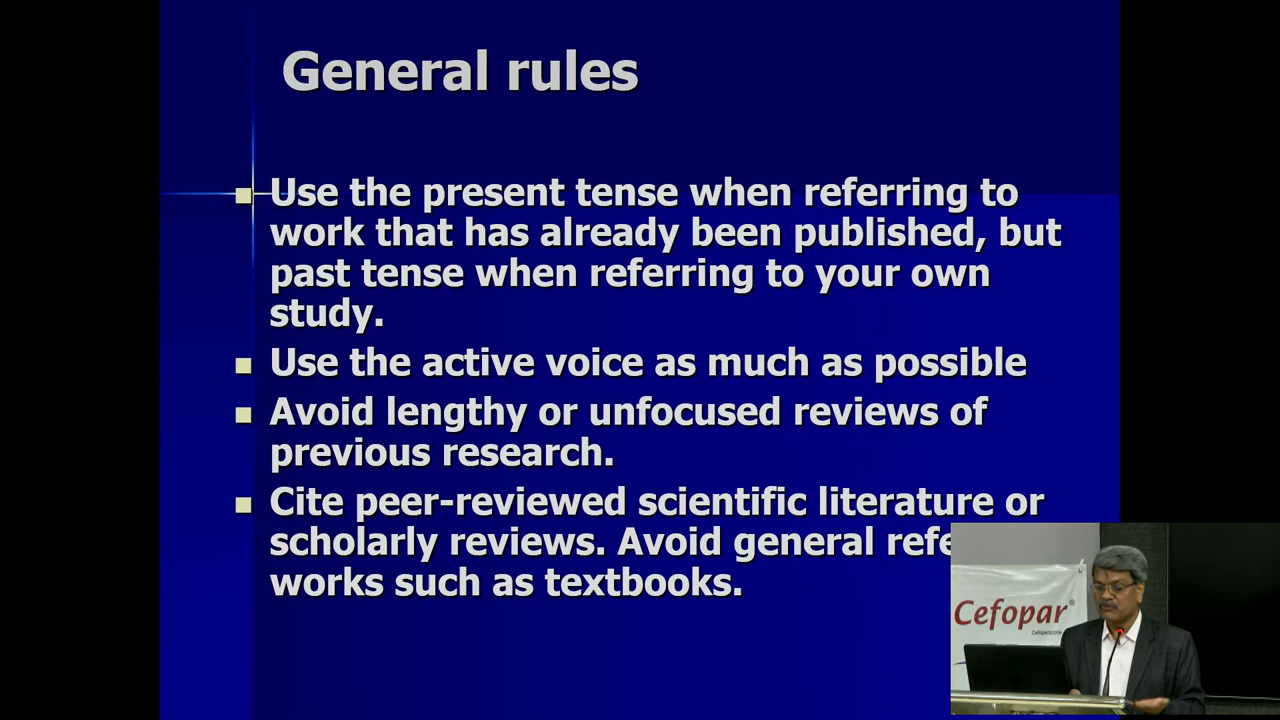 General rules
Use the present tense when referring to
work that has already been published, but
past tense when referring to your own
study.
Use the active voice as much as possible
Avoid lengthy or unfocused reviews of
previous research.
Cite peer-reviewed scientific literature or
scholarly reviews. Avoid general refe
works such as textbooks.
Cefopar®
Cefoperazone